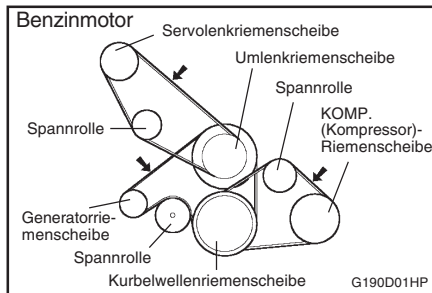 Benzinmotor
Servolenkriemenscheibe
Umlenkriemenscheibe
Spannrolle
KOMP.
(Kompressor)-
Riemenscheibe
Spannrolle
Generatorrie-
menscheibe
Spannrolle
Kurbelwellenriemenscheibe
G190D01HP